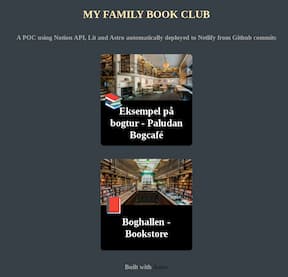 MY FAMILY BOOK CLUB
A POC using Notion API, Lit and Astro automatically deployed to Netlify from Github commits
Eksempel på
bogtur - Paludan
Bogcafé
Boghallen -
Bookstore
Built with